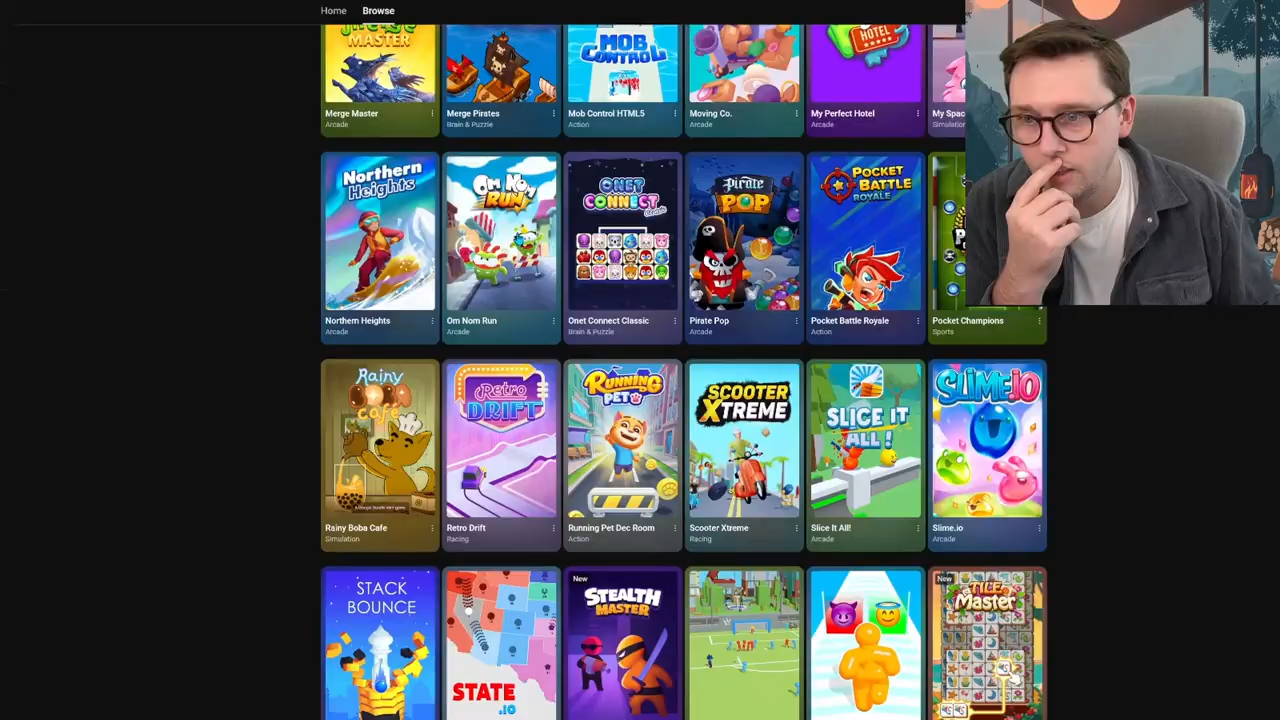 Home Browse
MASTER
MOB
CONTROL
HOTEL
Merge Master
Arcade
Merge Pirates
Brain & Puzzle
Mob Control HTML5
Action
Moving Co.
Arcade
My Perfect Hotel
Arcade
My Spac
Simulation
Northern
Heights
OM NOM
RUN
ONET
CONNECT
Classic
Pirate
POP
POCKET
BATTLE
ROYALE
Northern Heights
Arcade
Om Nom Run
Arcade
Onet Connect Classic
Brain & Puzzle
Pirate Pop
Arcade
Pocket Battle Royale
Action
Pocket Champions
Sports
Rainy
Boba
café
Retro
DRIFT
RUNNING
PET
SCOOTER
XTREME
SLICE IT
ALL!
SLIME.IO
Rainy Boba Cafe
Simulation
Retro Drift
Racing
Running Pet Dec Room
Action
Scooter Xtreme
Racing
Slice It All!
Arcade
Slime.io
Arcade
STACK
BOUNCE
STATE
.IO
New
STEALTH
MASTER
New
TILE
Master